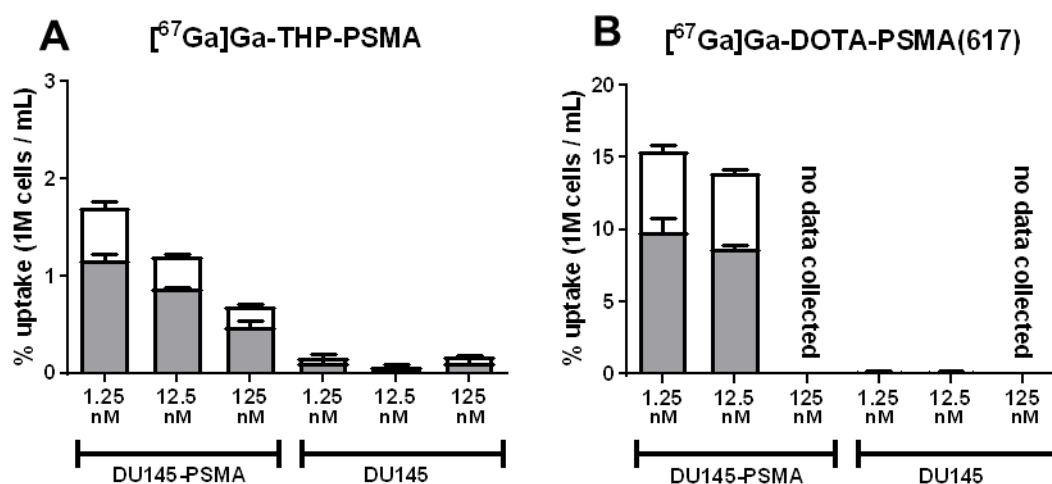 A
[⁶⁷Ga]Ga-THP-PSMA
% uptake (1M cells / mL)
3
2
1
0
1.25 nM
12.5 nM
125 nM
1.25 nM
12.5 nM
125 nM
DU145-PSMA
DU145
B
[⁶⁷Ga]Ga-DOTA-PSMA(617)
% uptake (1M cells / mL)
20
15
10
5
0
no data collected
no data collected
1.25 nM
12.5 nM
125 nM
1.25 nM
12.5 nM
125 nM
DU145-PSMA
DU145